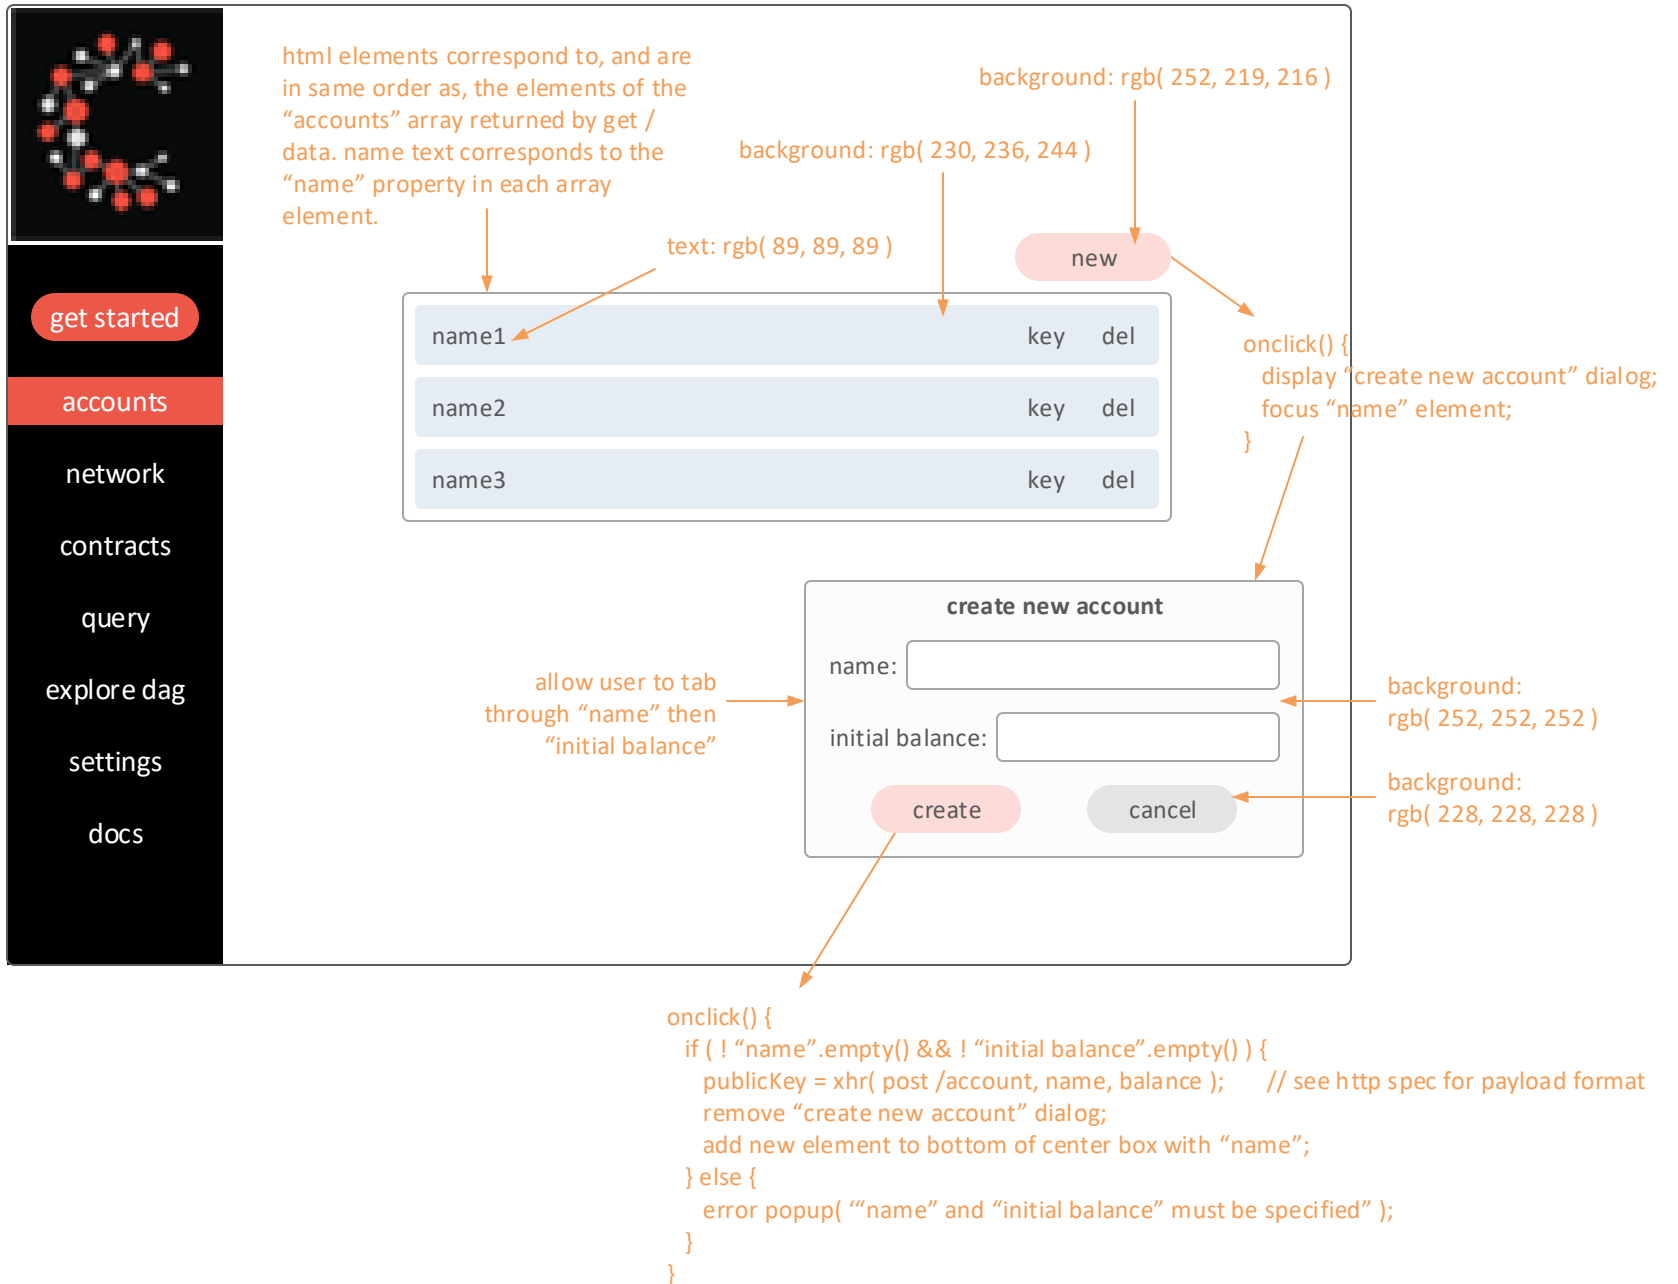 html elements correspond to, and are
in same order as, the elements of the
“accounts” array returned by get /
data. name text corresponds to the
“name” property in each array
element.
background: rgb( 252, 219, 216 )
background: rgb( 230, 236, 244 )
text: rgb( 89, 89, 89 )
new
get started
accounts
network
contracts
query
explore dag
settings
docs
name1 key del
name2 key del
name3 key del
onclick() {
display “create new account” dialog;
focus “name” element;
}
create new account
name:
initial balance:
create cancel
allow user to tab
through “name” then
“initial balance”
background:
rgb( 252, 252, 252 )
background:
rgb( 228, 228, 228 )
onclick() {
if ( ! “name”.empty() && ! “initial balance”.empty() ) {
publicKey = xhr( post /account, name, balance ); // see http spec for payload format
remove “create new account” dialog;
add new element to bottom of center box with “name”;
} else {
error popup( ‘“name” and “initial balance” must be specified” );
}
}